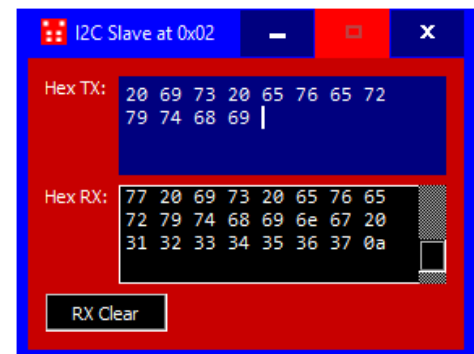 I2C Slave at 0x02
Hex TX:
20 69 73 20 65 76 65 72
79 74 68 69
Hex RX:
77 20 69 73 20 65 76 65
72 79 74 68 69 6e 67 20
31 32 33 34 35 36 37 0a
RX Clear